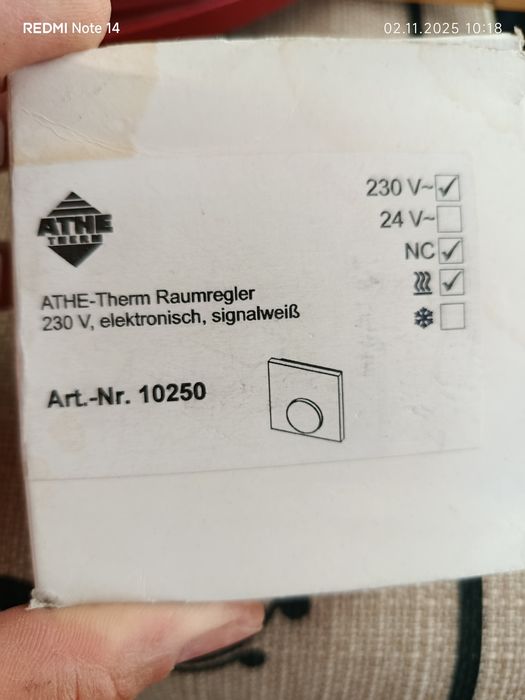 REDMI Note 14
02.11.2025 10:18
230 V~
24 V~
NC
ATHE
THERM
ATHE-Therm Raumregler
230 V, elektronisch, signalweiß
Art.-Nr. 10250